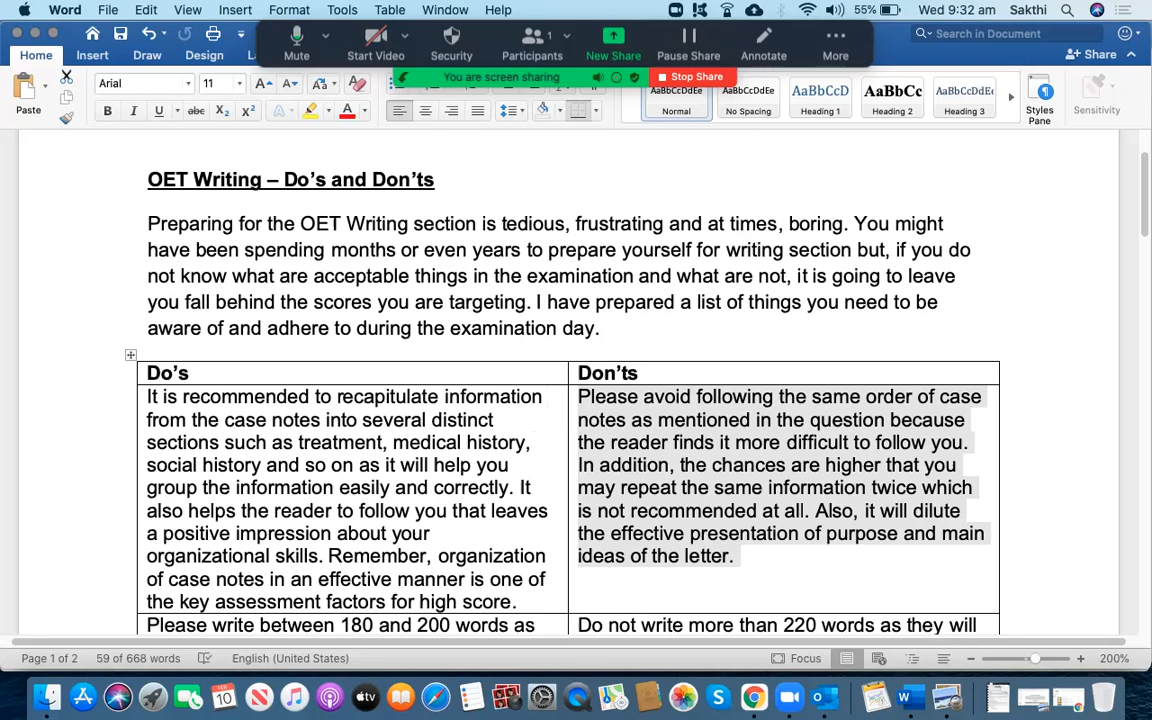 Word File Edit View Insert Format Tools Table Window Help 55% Wed 9:32 am Sakthi
Mute Start Video Security Participants 1 New Share Pause Share Annotate More
Search in Document
Home Insert Draw Design Share
You are screen sharing Stop Share
Paste Arial 11
AaBbCcDdEe AaBbCcDdEe AaBbCcD AaBbCc AaBbCcDdE
Normal No Spacing Heading 1 Heading 2 Heading 3 Styles Pane Sensitivity
OET Writing – Do's and Don'ts
Preparing for the OET Writing section is tedious, frustrating and at times, boring. You might
have been spending months or even years to prepare yourself for writing section but, if you do
not know what are acceptable things in the examination and what are not, it is going to leave
you fall behind the scores you are targeting. I have prepared a list of things you need to be
aware of and adhere to during the examination day.
Do's
It is recommended to recapitulate information
from the case notes into several distinct
sections such as treatment, medical history,
social history and so on as it will help you
group the information easily and correctly. It
also helps the reader to follow you that leaves
a positive impression about your
organizational skills. Remember, organization
of case notes in an effective manner is one of
the key assessment factors for high score.
Please write between 180 and 200 words as
Don'ts
Please avoid following the same order of case
notes as mentioned in the question because
the reader finds it more difficult to follow you.
In addition, the chances are higher that you
may repeat the same information twice which
is not recommended at all. Also, it will dilute
the effective presentation of purpose and main
ideas of the letter.
Do not write more than 220 words as they will
Page 1 of 2 59 of 668 words English (United States) Focus 200%
FEB
10
tv